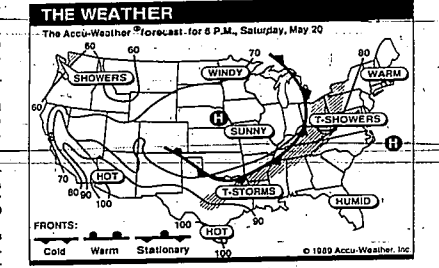 THE WEATHER
The Accu-Weather® forecast for 6 P.M., Saturday, May 20
60
60
70
80
SHOWERS
WINDY
WARM
60
H
SUNNY
T-SHOWERS
H
70
80
90
100
HOT
T-STORMS
HUMID
100
HOT
90
100
FRONTS:
Cold
Warm
Stationary
© 1989 Accu-Weather, Inc.